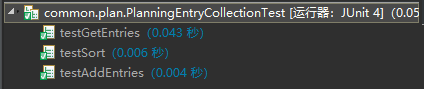 common.plan.PlanningEntryCollectionTest [运行器: JUnit 4] (0.05
testGetEntries (0.043 秒)
testSort (0.006 秒)
testAddEntries (0.004 秒)